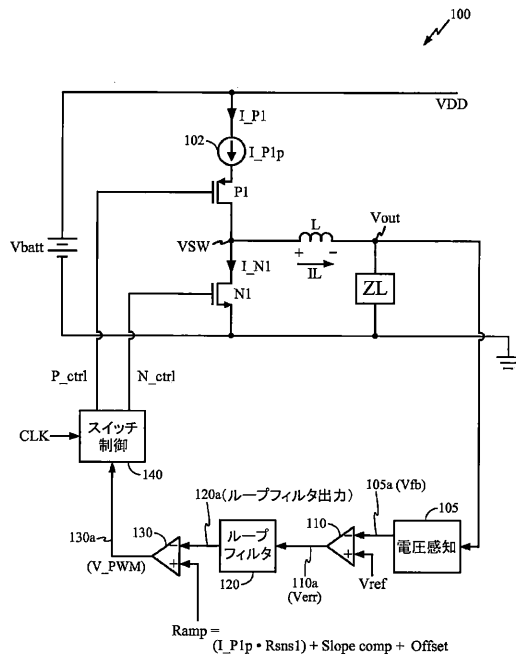 100
VDD
I_P1
102
I_P1p
P1
Vbatt
VSW
L
Vout
+ −
IL
I_N1
ZL
N1
P_ctrl
N_ctrl
CLK
スイッチ
制御
140
120a(ループフィルタ出力)
105a (Vfb)
105
130
110
130a
(V_PWM)
−
+
ループ
フィルタ
120
110a
(Verr)
−
+
Vref
電圧感知
Ramp =
(I_P1p • Rsns1) + Slope comp + Offset